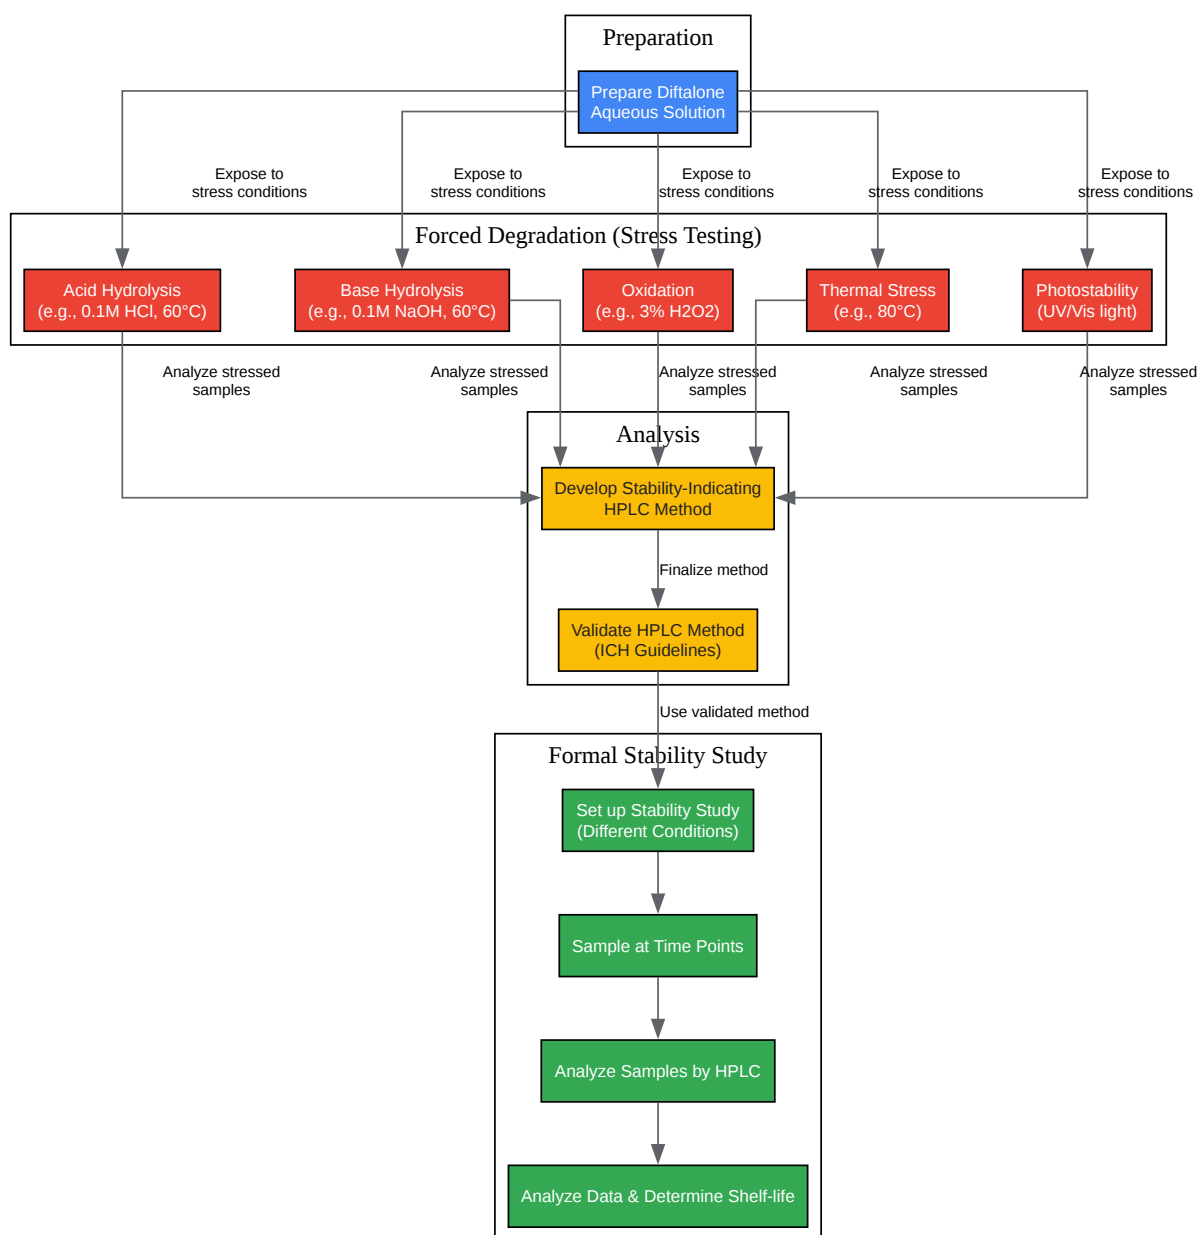 Preparation
Prepare Diftalone
Aqueous Solution
Expose to
stress conditions
Expose to
stress conditions
Expose to
stress conditions
Expose to
stress conditions
Expose to
stress conditions
Forced Degradation (Stress Testing)
Acid Hydrolysis
(e.g., 0.1M HCl, 60°C)
Base Hydrolysis
(e.g., 0.1M NaOH, 60°C)
Oxidation
(e.g., 3% H2O2)
Thermal Stress
(e.g., 80°C)
Photostability
(UV/Vis light)
Analyze stressed
samples
Analyze stressed
samples
Analyze stressed
samples
Analyze stressed
samples
Analyze stressed
samples
Analysis
Develop Stability-Indicating
HPLC Method
Finalize method
Validate HPLC Method
(ICH Guidelines)
Use validated method
Formal Stability Study
Set up Stability Study
(Different Conditions)
Sample at Time Points
Analyze Samples by HPLC
Analyze Data & Determine Shelf-life